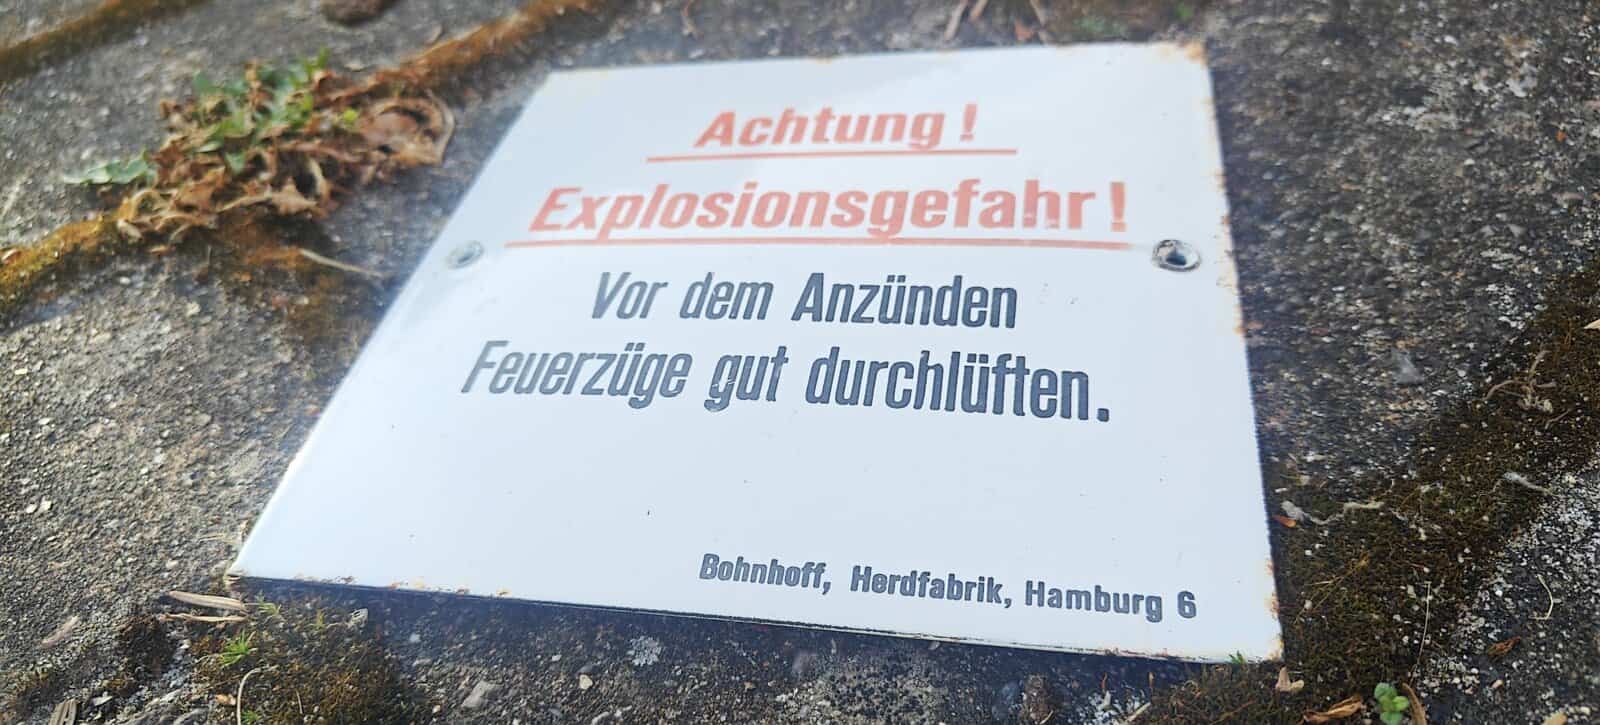 Achtung !
Explosionsgefahr !
Vor dem Anzünden
Feuerzüge gut durchlüften.
Bohnhoff, Herdfabrik, Hamburg 6